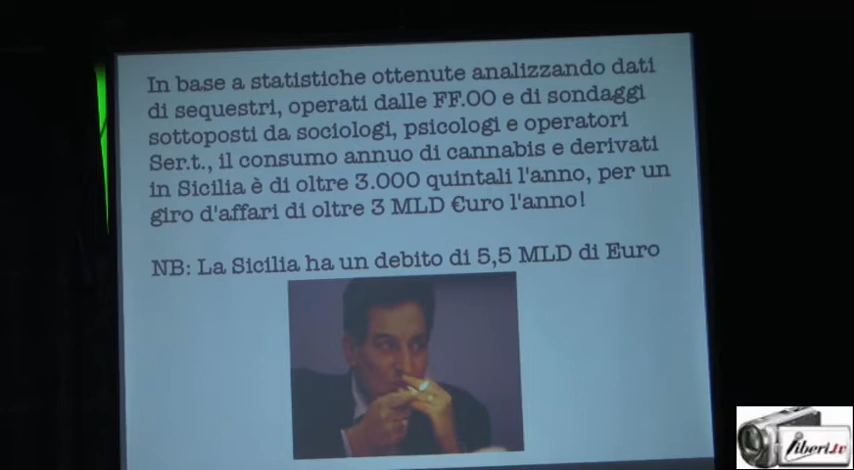 In base a statistiche ottenute analizzando dati
di sequestri, operati dalle FF.OO e di sondaggi
sottoposti da sociologi, psicologi e operatori
Ser.t., il consumo annuo di cannabis e derivati
in Sicilia è di oltre 3.000 quintali l'anno, per un
giro d'affari di oltre 3 MLD €uro l'anno!
NB: La Sicilia ha un debito di 5,5 MLD di Euro
liberi.tv